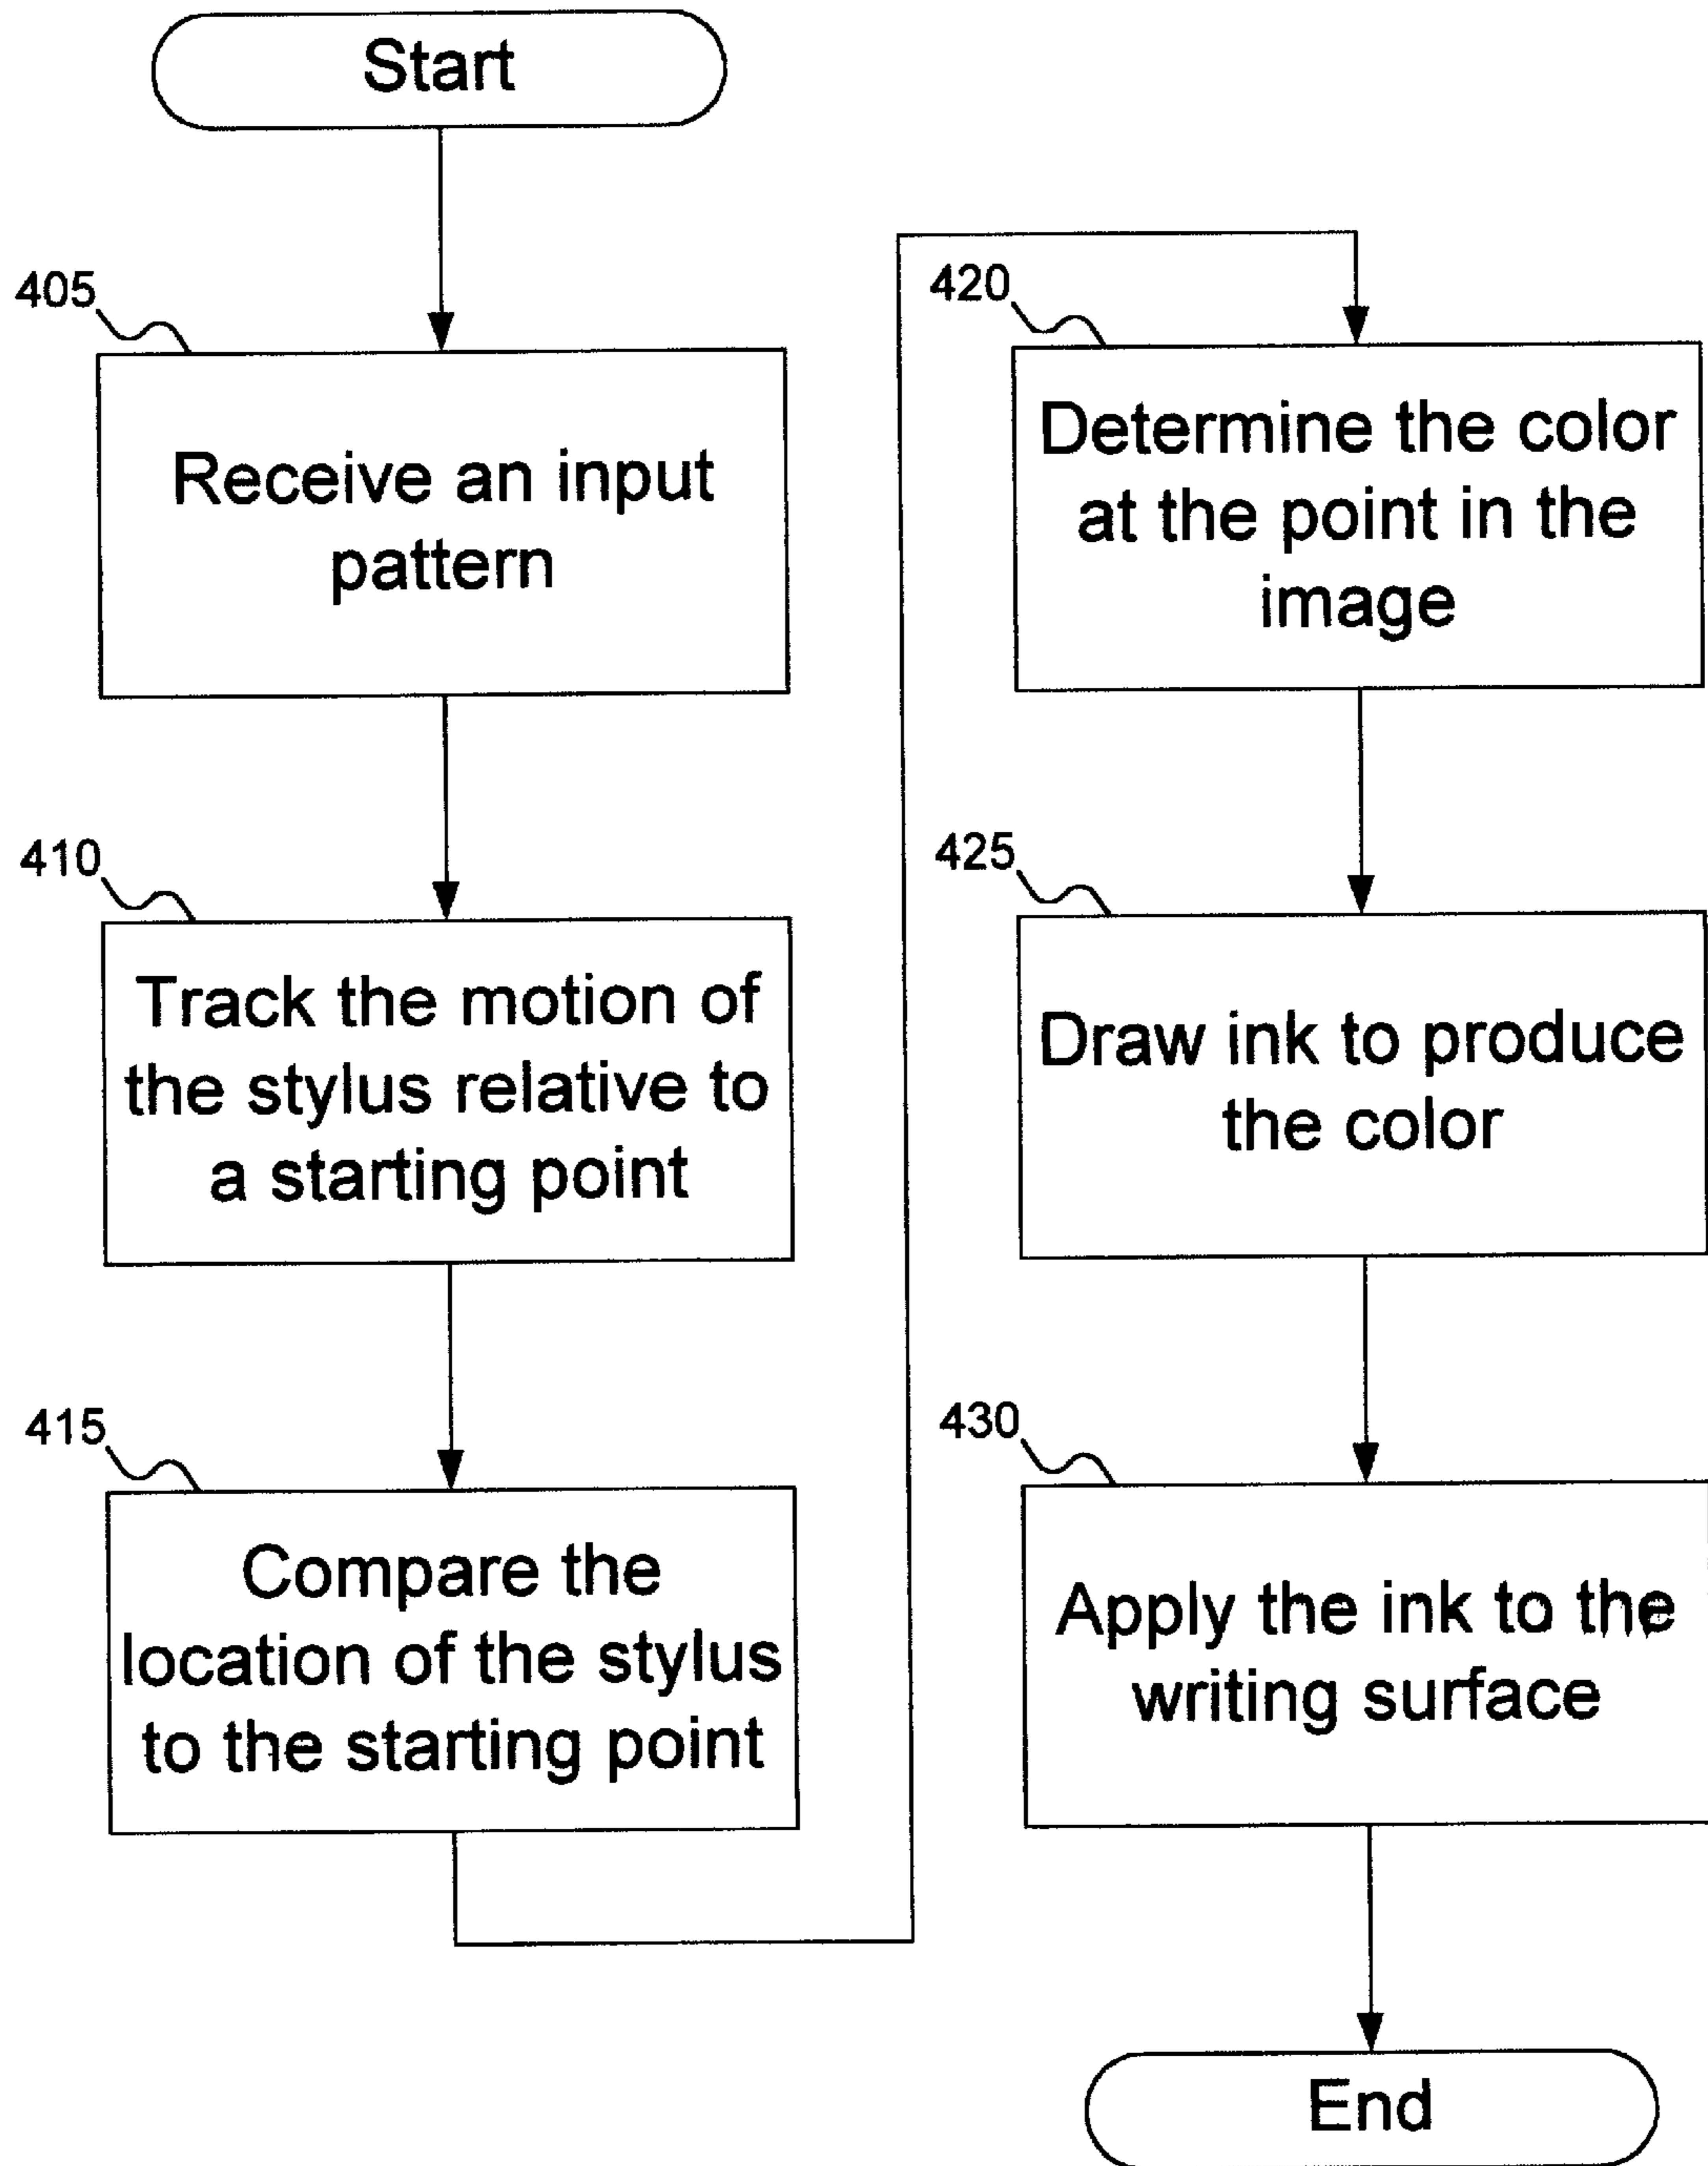 Start
405
Receive an input
pattern
410
Track the motion of
the stylus relative to
a starting point
415
Compare the
location of the stylus
to the starting point
420
Determine the color
at the point in the
image
425
Draw ink to produce
the color
430
Apply the ink to the
writing surface
End